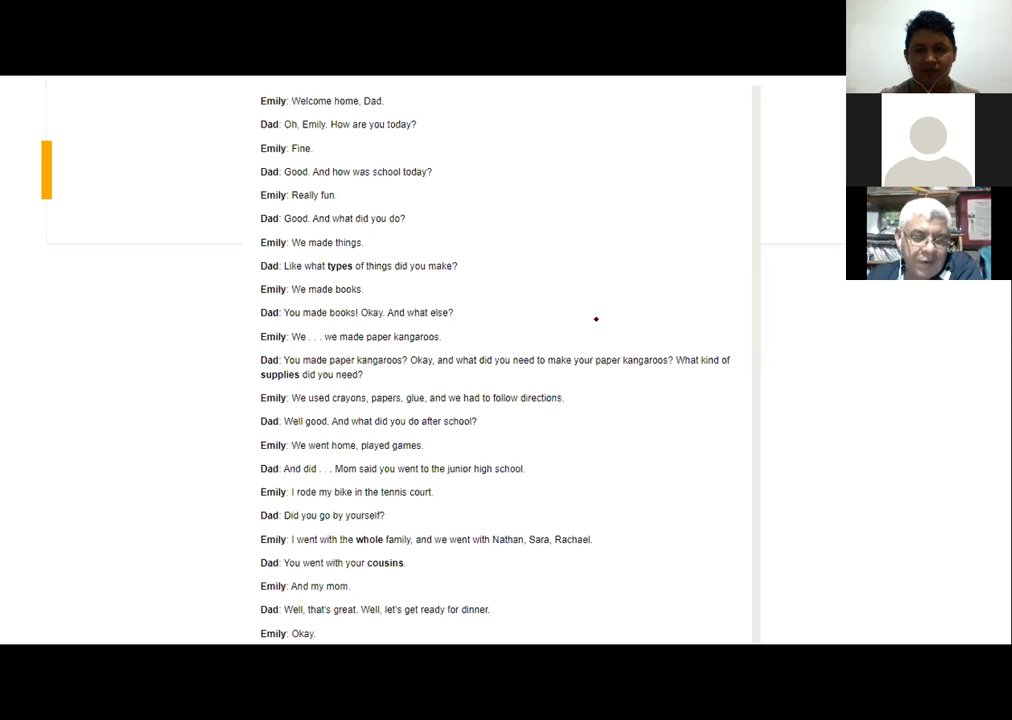 Emily: Welcome home, Dad.
Dad: Oh, Emily. How are you today?
Emily: Fine.
Dad: Good. And how was school today?
Emily: Really fun.
Dad: Good. And what did you do?
Emily: We made things.
Dad: Like what types of things did you make?
Emily: We made books.
Dad: You made books! Okay. And what else?
Emily: We . . . we made paper kangaroos.
Dad: You made paper kangaroos? Okay, and what did you need to make your paper kangaroos? What kind of
supplies did you need?
Emily: We used crayons, papers, glue, and we had to follow directions.
Dad: Well good. And what did you do after school?
Emily: We went home, played games.
Dad: And did . . . Mom said you went to the junior high school.
Emily: I rode my bike in the tennis court.
Dad: Did you go by yourself?
Emily: I went with the whole family, and we went with Nathan, Sara, Rachael.
Dad: You went with your cousins.
Emily: And my mom.
Dad: Well, that's great. Well, let's get ready for dinner.
Emily: Okay.